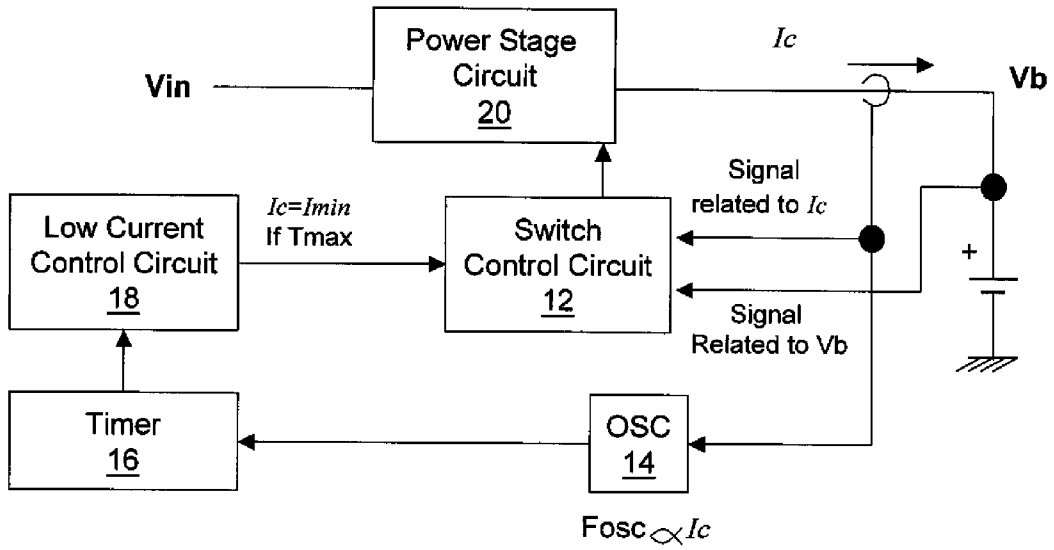 Power Stage
Circuit
20
Ic
Vin
Vb
Signal
related to Ic
Low Current
Control Circuit
18
Ic=Imin
If Tmax
Switch
Control Circuit
12
+
Signal
Related to Vb
Timer
16
OSC
14
Fosc ∝ Ic